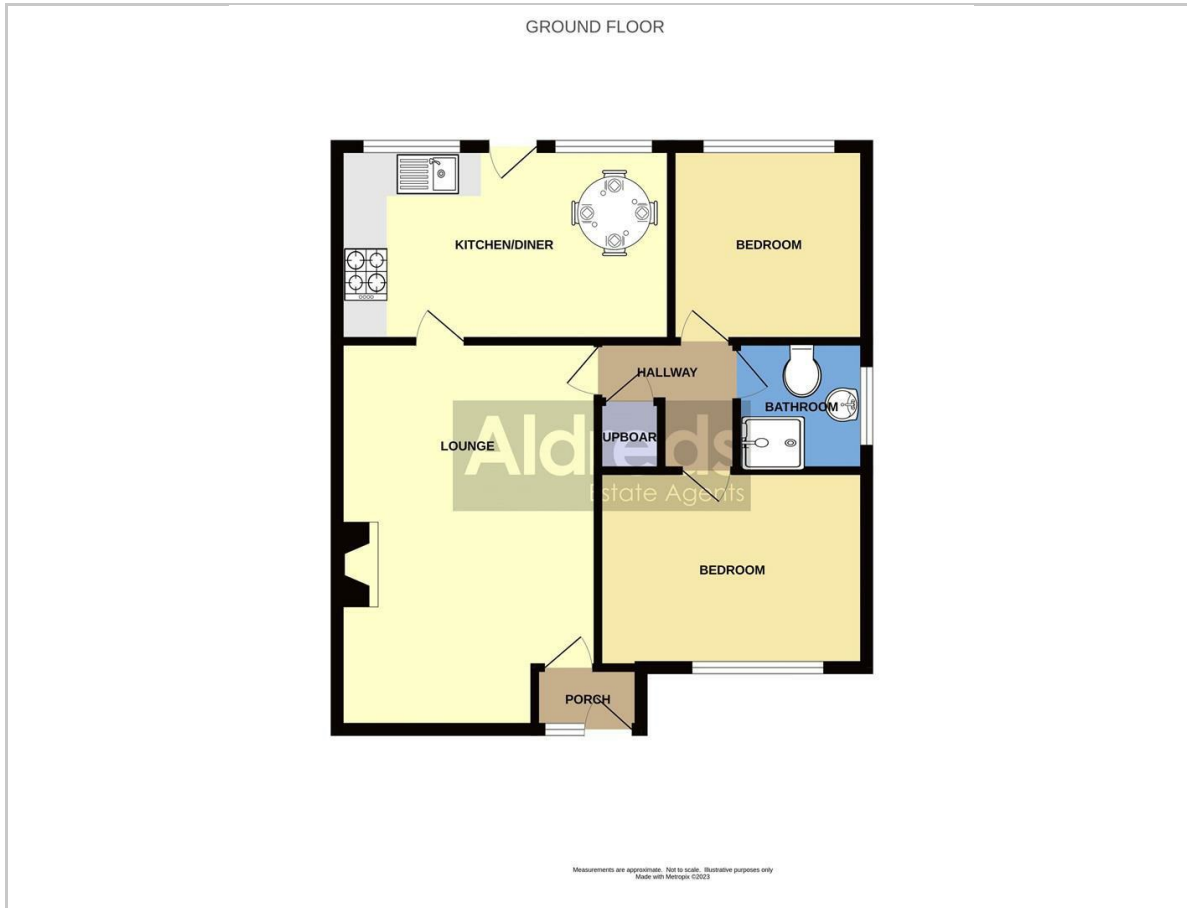 GROUND FLOOR
KITCHEN/DINER
BEDROOM
HALLWAY
BATHROOM
UPBOAR
LOUNGE
Aldreds
Estate Agents
BEDROOM
PORCH
Measurements are approximate. Not to scale. Illustrative purposes only
Made with Metropix ©2023